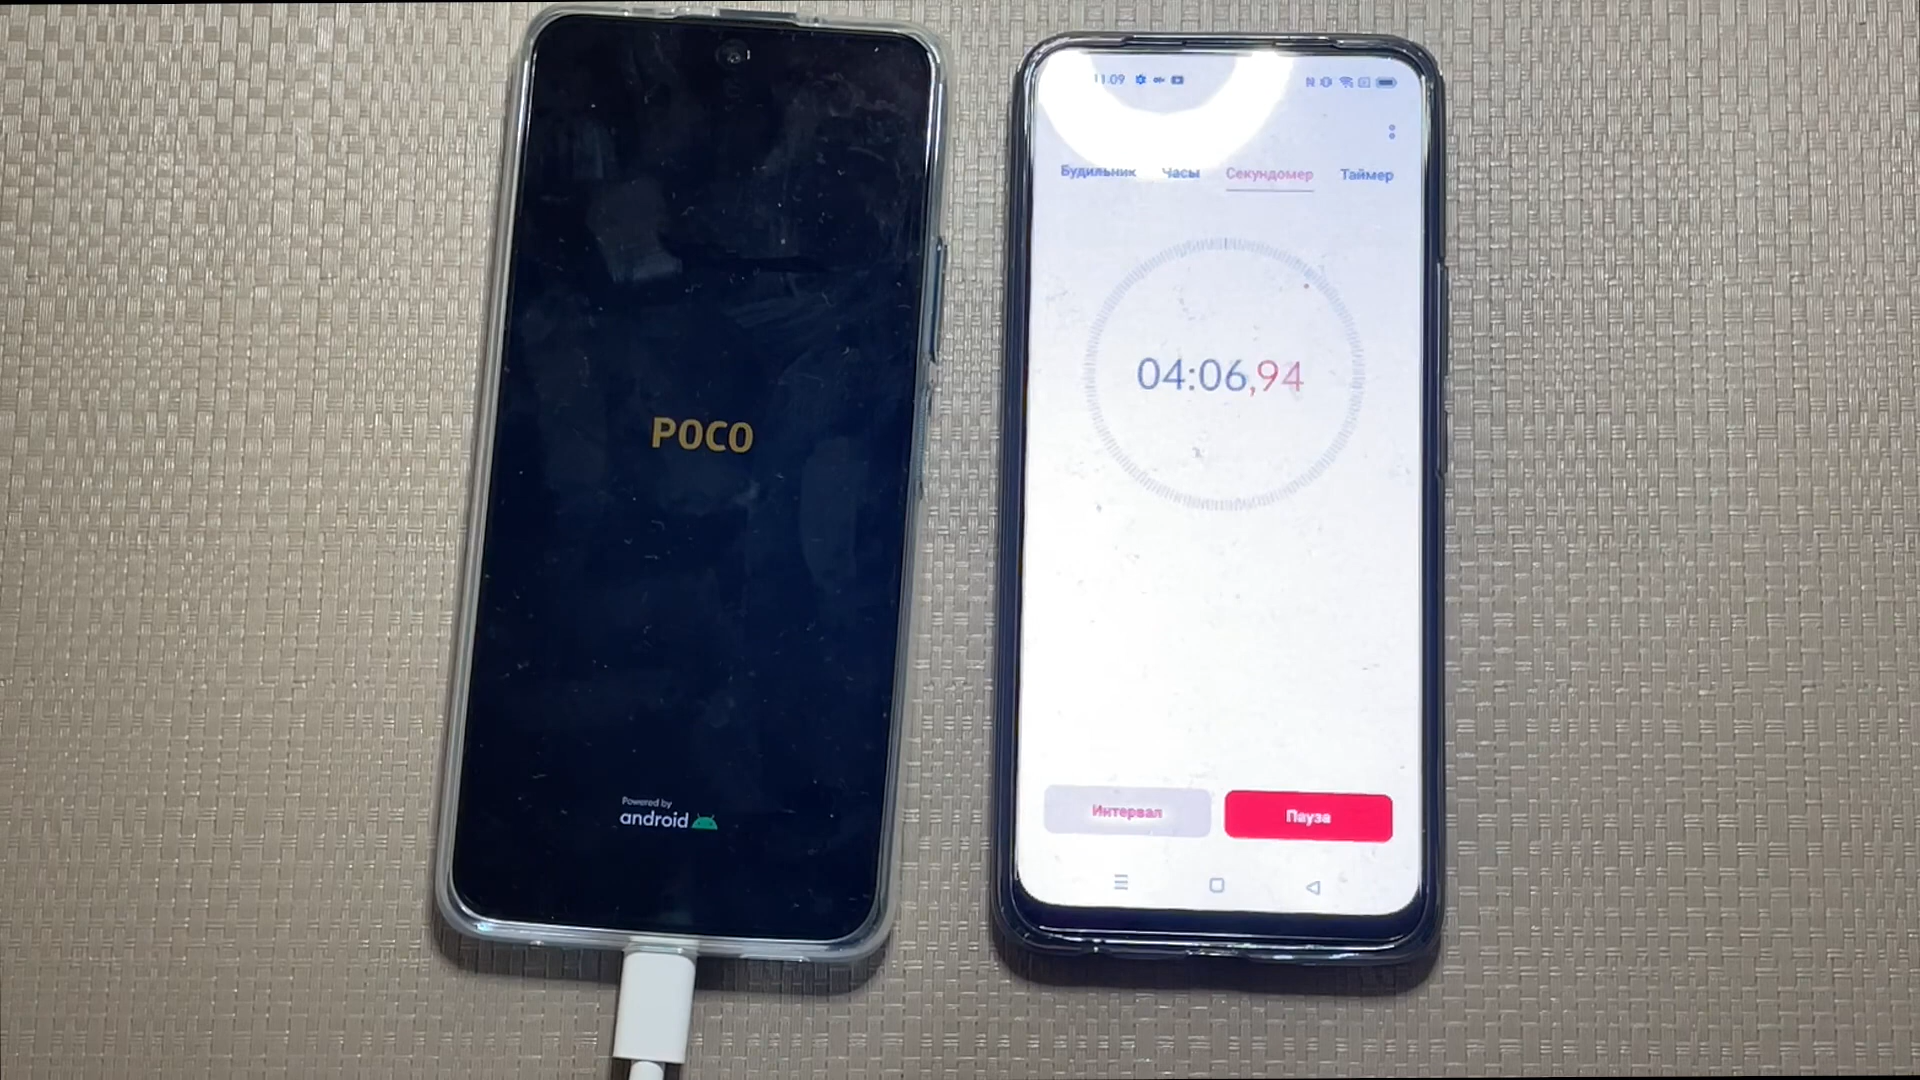 POCO
Powered by
android
11:09
Будильник Часы Секундомер Таймер
04:06,94
Интервал Пауза